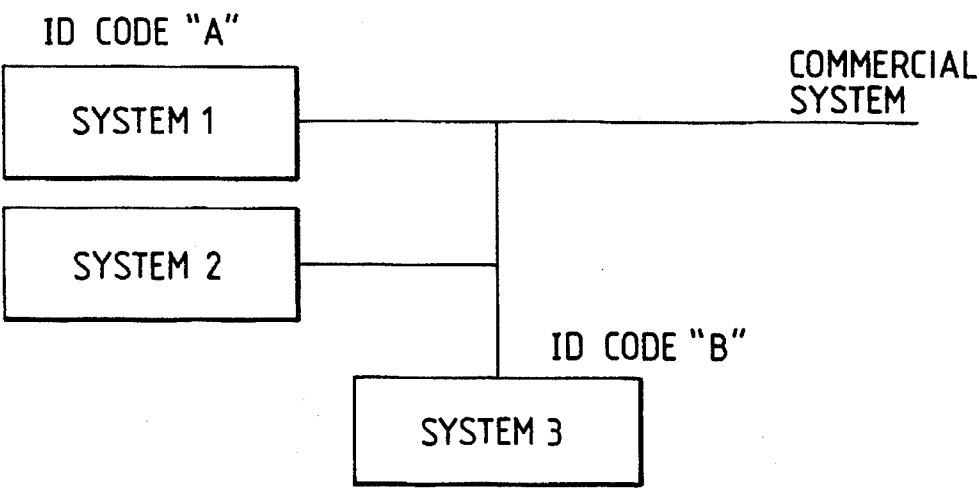 ID CODE "A"
COMMERCIAL
SYSTEM
SYSTEM 1
SYSTEM 2
ID CODE "B"
SYSTEM 3